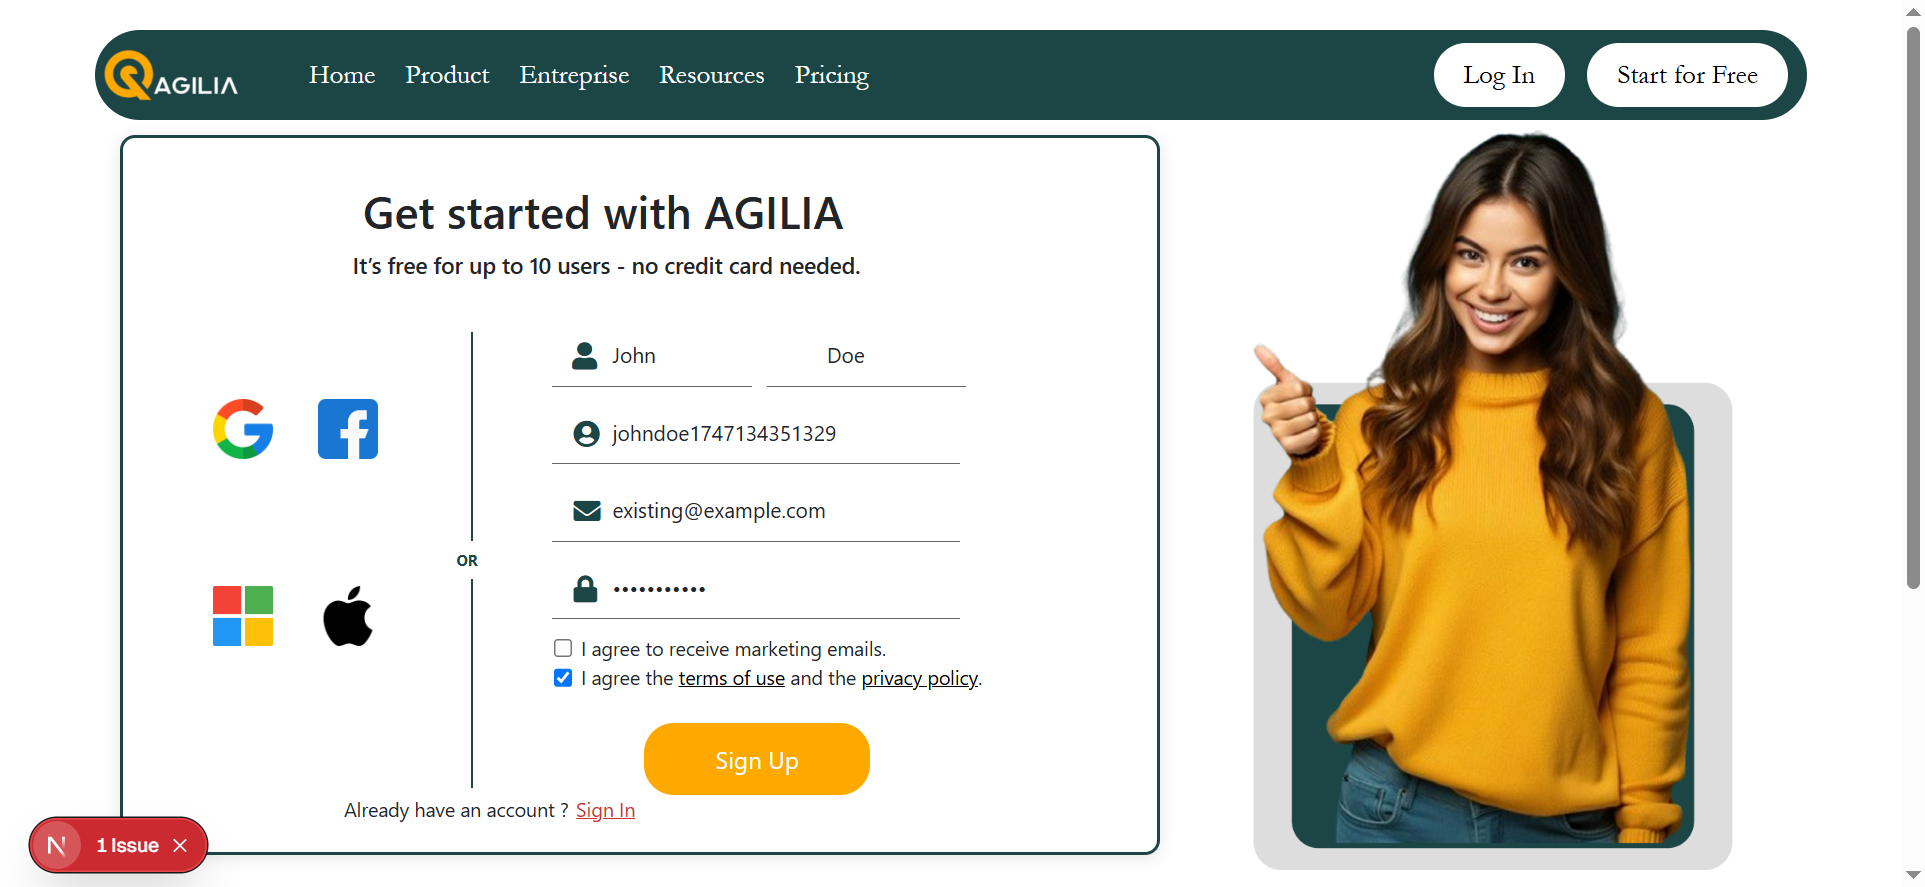 AGILIA
Home Product Entreprise Resources Pricing
Log In
Start for Free
Get started with AGILIA
It's free for up to 10 users - no credit card needed.
John Doe
johndoe1747134351329
existing@example.com
OR
•••••••••••
I agree to receive marketing emails.
I agree the terms of use and the privacy policy.
Sign Up
Already have an account ? Sign In
N 1 Issue